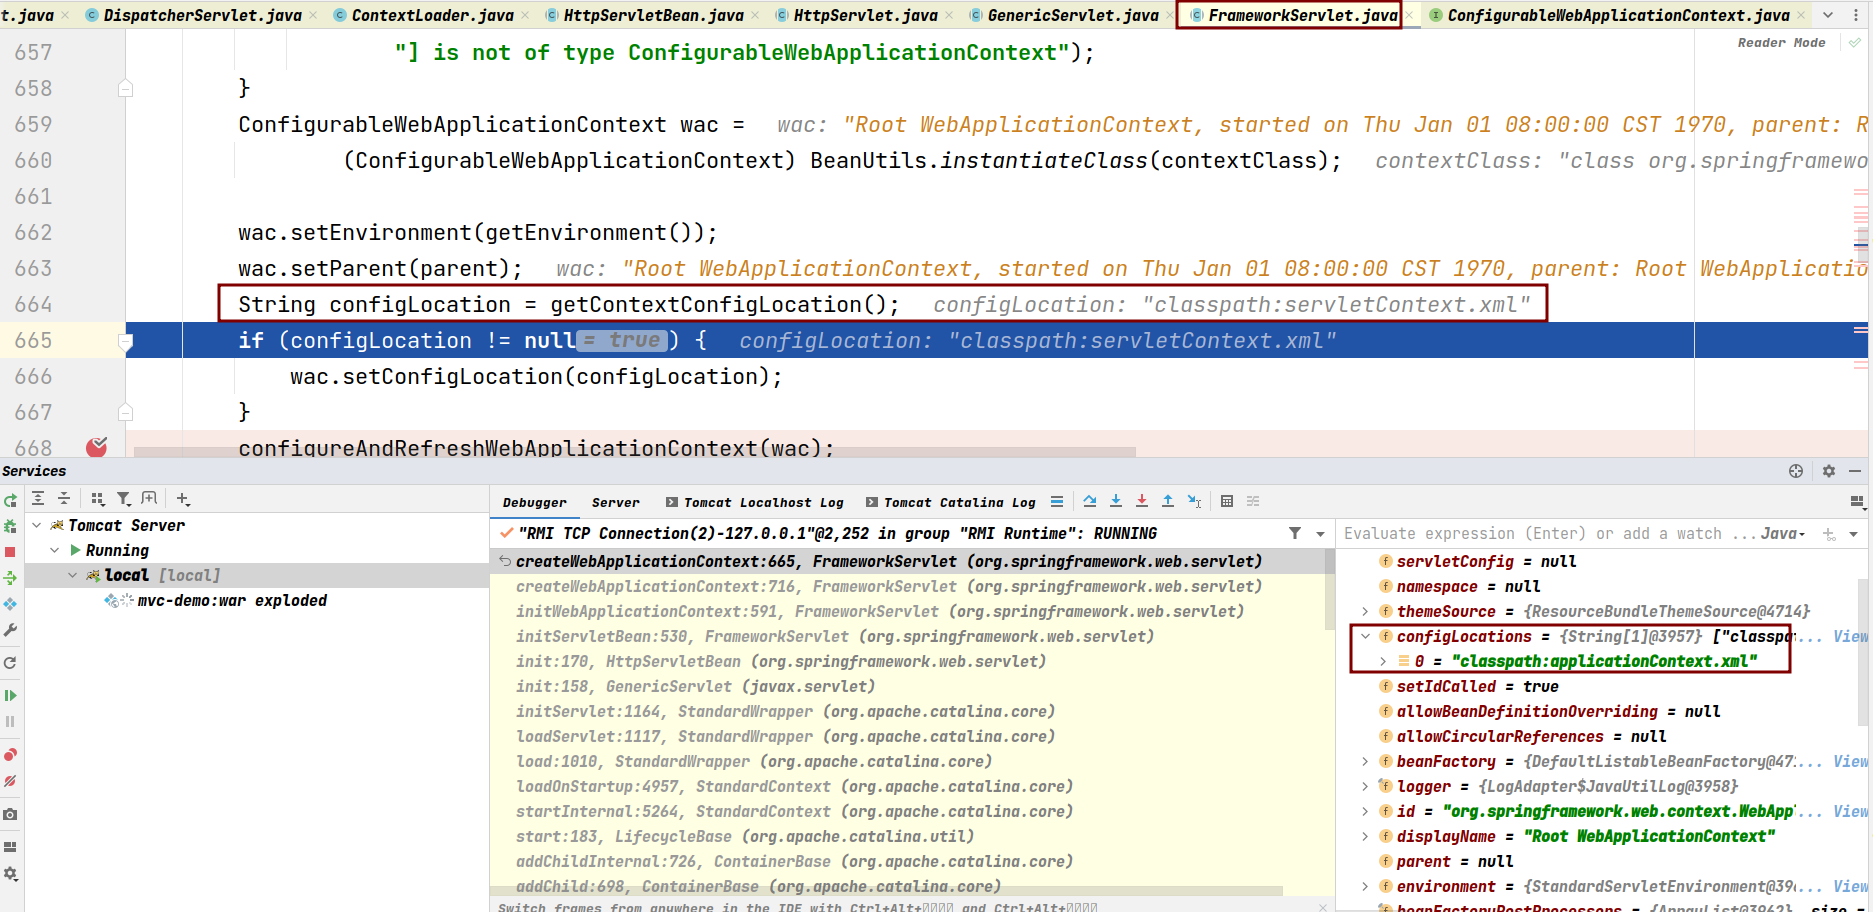 t.java
DispatcherServlet.java
ContextLoader.java
HttpServletBean.java
HttpServlet.java
GenericServlet.java
FrameworkServlet.java
ConfigurableWebApplicationContext.java
Reader Mode
657 "] is not of type ConfigurableWebApplicationContext");
658 }
659 ConfigurableWebApplicationContext wac = wac: "Root WebApplicationContext, started on Thu Jan 01 08:00:00 CST 1970, parent: R
660 (ConfigurableWebApplicationContext) BeanUtils.instantiateClass(contextClass); contextClass: "class org.springframewo
661
662 wac.setEnvironment(getEnvironment());
663 wac.setParent(parent); wac: "Root WebApplicationContext, started on Thu Jan 01 08:00:00 CST 1970, parent: Root WebApplicatio
664 String configLocation = getContextConfigLocation(); configLocation: "classpath:servletContext.xml"
665 if (configLocation != null = true ) { configLocation: "classpath:servletContext.xml"
666 wac.setConfigLocation(configLocation);
667 }
668 configureAndRefreshWebApplicationContext(wac);
Services
Tomcat Server
Running
local [local]
mvc-demo:war exploded
Debugger
Server
Tomcat Localhost Log
Tomcat Catalina Log
"RMI TCP Connection(2)-127.0.0.1"@2,252 in group "RMI Runtime": RUNNING
createWebApplicationContext:665, FrameworkServlet (org.springframework.web.servlet)
createWebApplicationContext:716, FrameworkServlet (org.springframework.web.servlet)
initWebApplicationContext:591, FrameworkServlet (org.springframework.web.servlet)
initServletBean:530, FrameworkServlet (org.springframework.web.servlet)
init:170, HttpServletBean (org.springframework.web.servlet)
init:158, GenericServlet (javax.servlet)
initServlet:1164, StandardWrapper (org.apache.catalina.core)
loadServlet:1117, StandardWrapper (org.apache.catalina.core)
load:1010, StandardWrapper (org.apache.catalina.core)
loadOnStartup:4957, StandardContext (org.apache.catalina.core)
startInternal:5264, StandardContext (org.apache.catalina.core)
start:183, LifecycleBase (org.apache.catalina.util)
addChildInternal:726, ContainerBase (org.apache.catalina.core)
addChild:698, ContainerBase (org.apache.catalina.core)
Switch frames from anywhere in the IDE with Ctrl+Alt+ and Ctrl+Alt+
Evaluate expression (Enter) or add a watch ... Java
servletConfig = null
namespace = null
themeSource = {ResourceBundleThemeSource@4714}
configLocations = {String[1]@3957} ["classpa... View
0 = "classpath:applicationContext.xml"
setIdCalled = true
allowBeanDefinitionOverriding = null
allowCircularReferences = null
beanFactory = {DefaultListableBeanFactory@47... View
logger = {LogAdapter$JavaUtilLog@3958}
id = "org.springframework.web.context.WebApp... View
displayName = "Root WebApplicationContext"
parent = null
environment = {StandardServletEnvironment@39... View
beanFactoryPostProcessors = {ArrayList@3962} size =